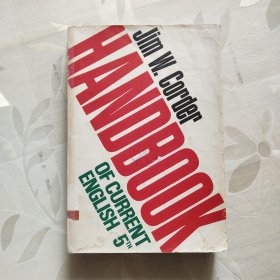 Jim W. Corder
HANDBOOK
OF CURRENT
ENGLISH 5TH